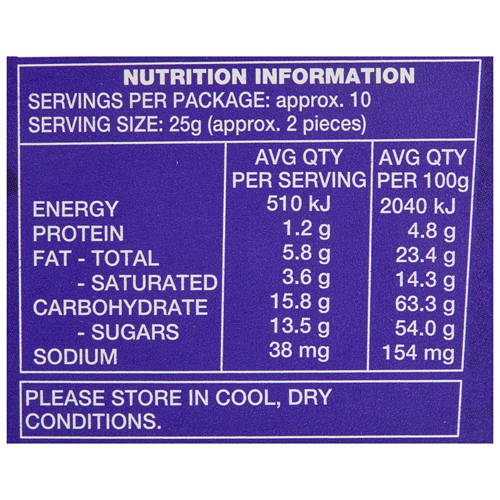 NUTRITION INFORMATION
SERVINGS PER PACKAGE: approx. 10
SERVING SIZE: 25g (approx. 2 pieces)
AVG QTY AVG QTY
PER SERVING PER 100g
ENERGY 510 kJ 2040 kJ
PROTEIN 1.2 g 4.8 g
FAT - TOTAL 5.8 g 23.4 g
- SATURATED 3.6 g 14.3 g
CARBOHYDRATE 15.8 g 63.3 g
- SUGARS 13.5 g 54.0 g
SODIUM 38 mg 154 mg
PLEASE STORE IN COOL, DRY
CONDITIONS.